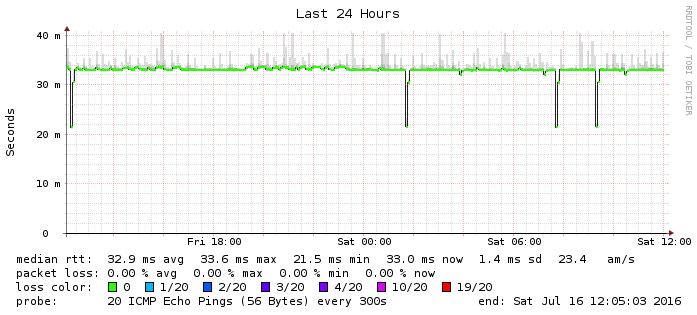 Last 24 Hours
RRDTOOL / TOBI OETIKER
Seconds
40 m
30 m
20 m
10 m
0
Fri 18:00 Sat 00:00 Sat 06:00 Sat 12:00
median rtt: 32.9 ms avg 33.6 ms max 21.5 ms min 33.0 ms now 1.4 ms sd 23.4 am/s
packet loss: 0.00 % avg 0.00 % max 0.00 % min 0.00 % now
loss color: 0 1/20 2/20 3/20 4/20 10/20 19/20
probe: 20 ICMP Echo Pings (56 Bytes) every 300s end: Sat Jul 16 12:05:03 2016